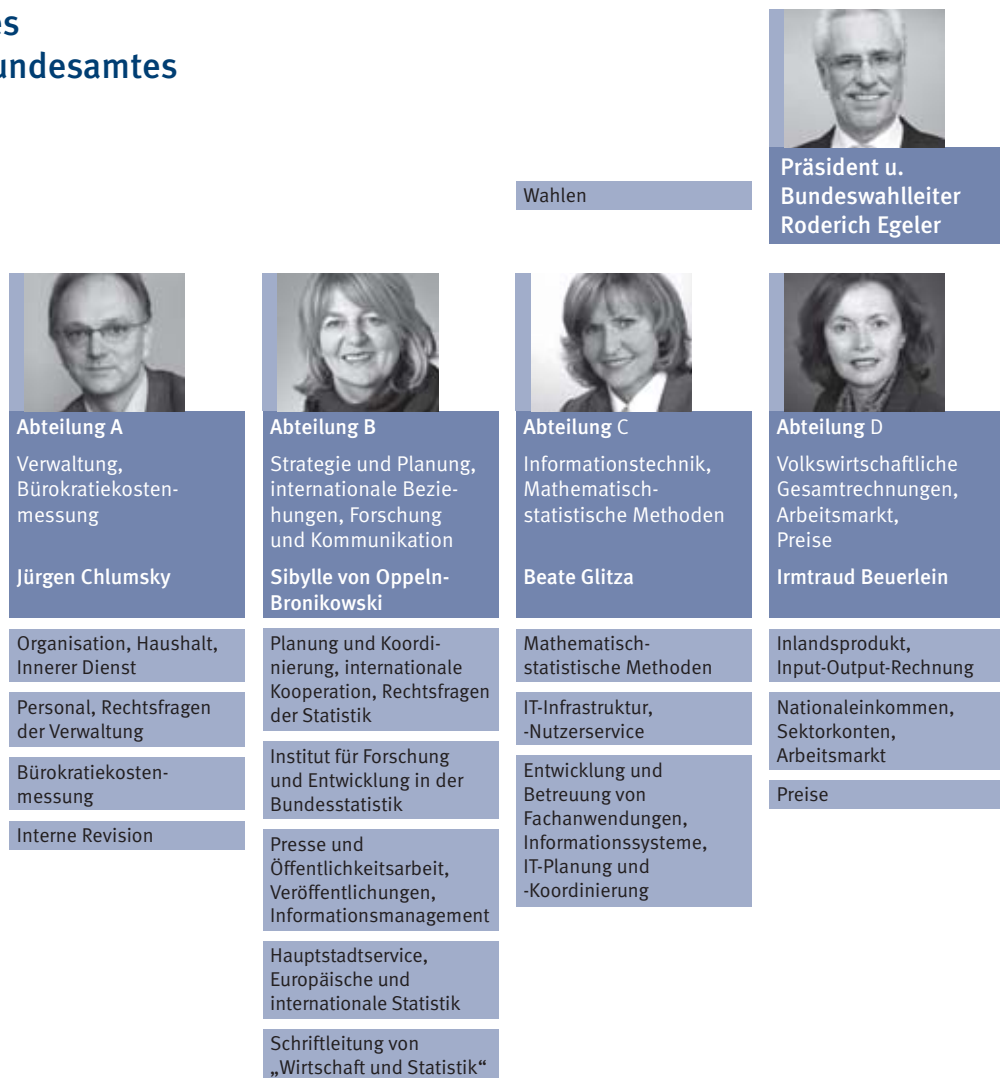 es
undesamtes
Präsident u.
Bundeswahlleiter
Roderich Egeler
Wahlen
Abteilung A
Verwaltung,
Bürokratiekosten-
messung
Jürgen Chlumsky
Organisation, Haushalt,
Innerer Dienst
Personal, Rechtsfragen
der Verwaltung
Bürokratiekosten-
messung
Interne Revision
Abteilung B
Strategie und Planung,
internationale Bezie-
hungen, Forschung
und Kommunikation
Sibylle von Oppeln-
Bronikowski
Planung und Koordi-
nierung, internationale
Kooperation, Rechtsfragen
der Statistik
Institut für Forschung
und Entwicklung in der
Bundesstatistik
Presse und
Öffentlichkeitsarbeit,
Veröffentlichungen,
Informationsmanagement
Hauptstadtservice,
Europäische und
internationale Statistik
Schriftleitung von
„Wirtschaft und Statistik“
Abteilung C
Informationstechnik,
Mathematisch-
statistische Methoden
Beate Glitza
Mathematisch-
statistische Methoden
IT-Infrastruktur,
-Nutzerservice
Entwicklung und
Betreuung von
Fachanwendungen,
Informationssysteme,
IT-Planung und
-Koordinierung
Abteilung D
Volkswirtschaftliche
Gesamtrechnungen,
Arbeitsmarkt,
Preise
Irmtraud Beuerlein
Inlandsprodukt,
Input-Output-Rechnung
Nationaleinkommen,
Sektorkonten,
Arbeitsmarkt
Preise